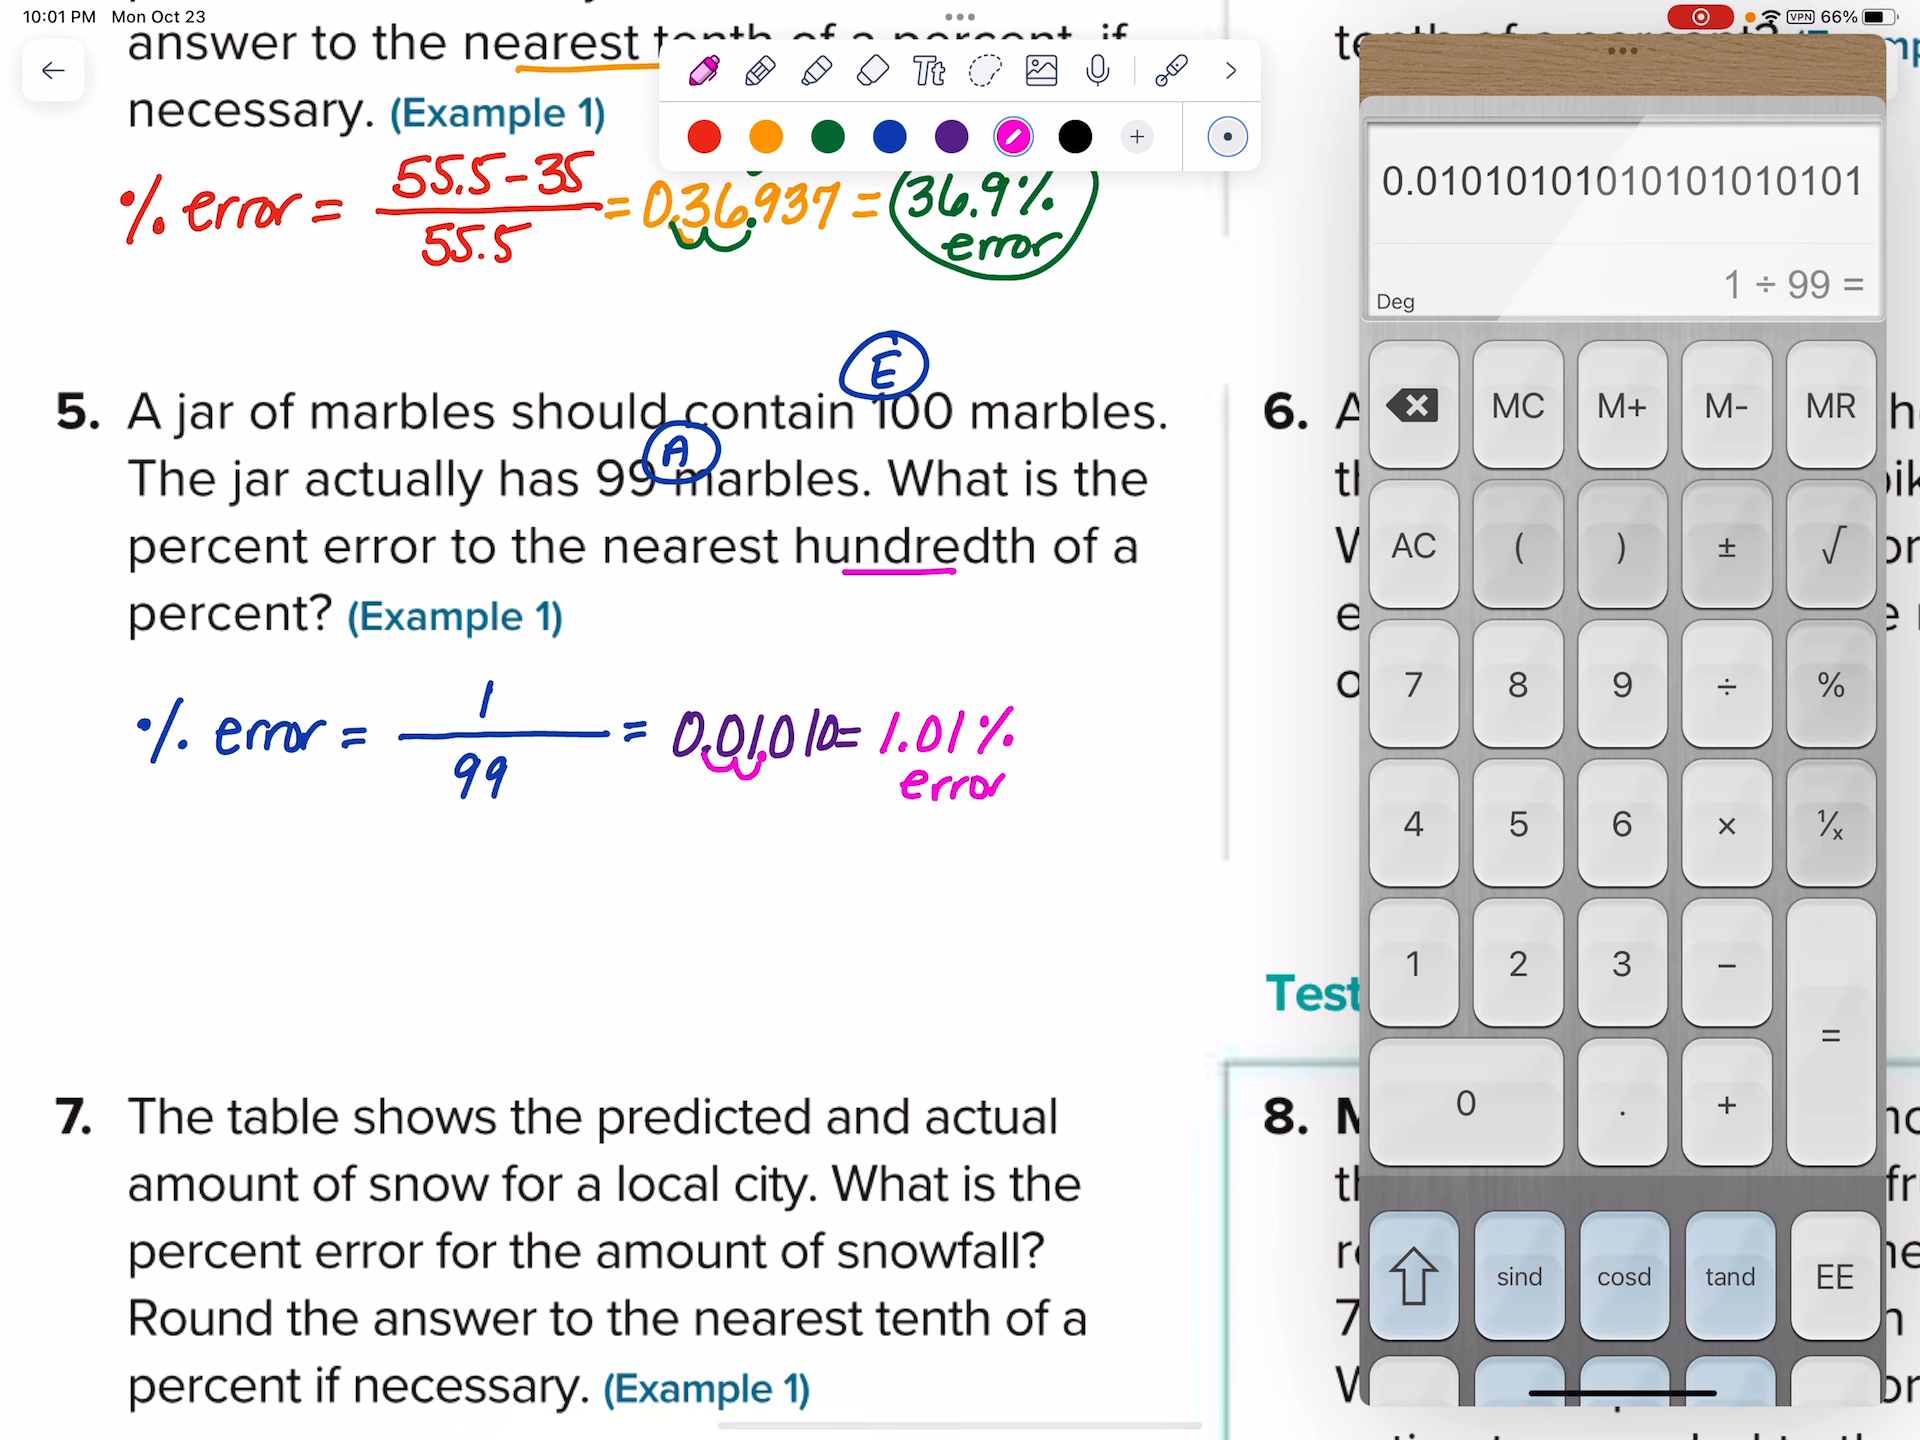 10:01 PM Mon Oct 23
VPN 66%
answer to the nearest tenth of a percent, if
necessary. (Example 1)
% error = 55.5-35 / 55.5 = 0.36.937 = 36.9% error
E
5. A jar of marbles should contain 100 marbles.
A
The jar actually has 99 marbles. What is the
percent error to the nearest hundredth of a
percent? (Example 1)
% error = 1 / 99 = 0.01.010 = 1.01% error
7. The table shows the predicted and actual
amount of snow for a local city. What is the
percent error for the amount of snowfall?
Round the answer to the nearest tenth of a
percent if necessary. (Example 1)
6. A
Test
8.
Tt
0.01010101010101010101
1 ÷ 99 =
Deg
MC M+ M- MR
AC ( ) ± √
7 8 9 ÷ %
4 5 6 × 1/x
1 2 3 −
=
0 . +
sind cosd tand EE